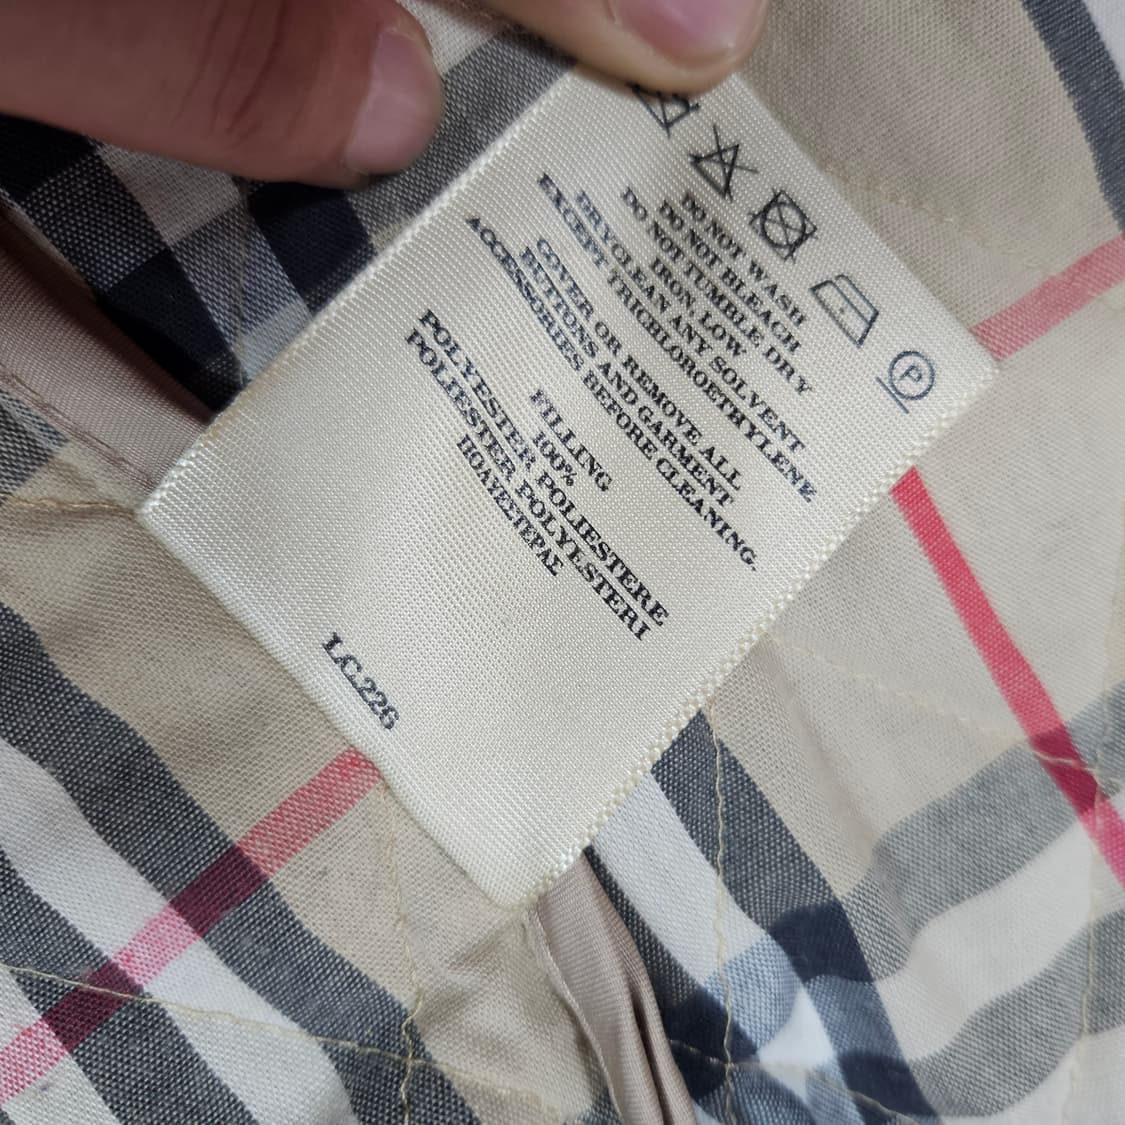 DO NOT WASH
DO NOT BLEACH
DO NOT TUMBLE DRY
IRON, LOW
DRYCLEAN ANY SOLVENT
EXCEPT TRICHLOROETHYLENE
COVER OR REMOVE ALL
BUTTONS AND GARMENT
ACCESSORIES BEFORE CLEANING.
FILLING
100%
POLYESTER POLIESTERE
POLIESTER POLYESTERI
ΠΟΛΥΕΣΤΕΡΑΣ
LC.226
P